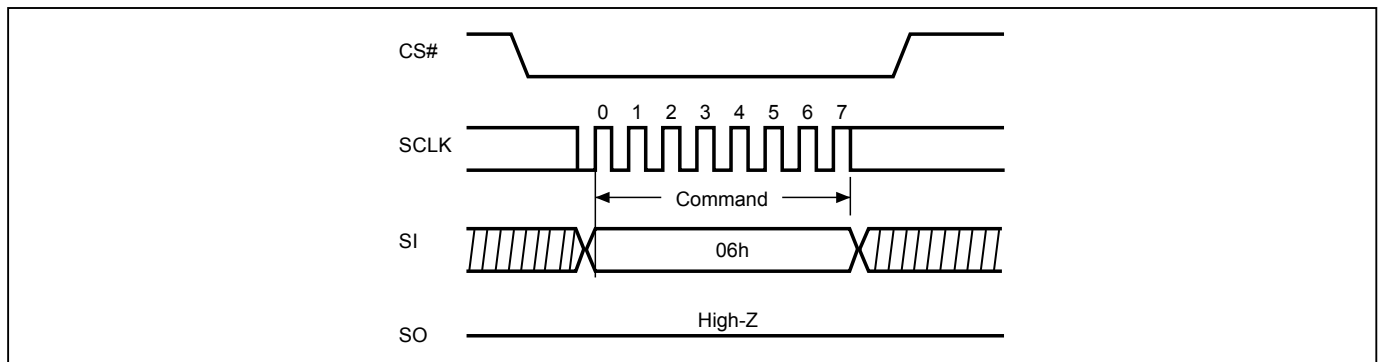 CS#
0 1 2 3 4 5 6 7
SCLK
Command
SI
06h
High-Z
SO